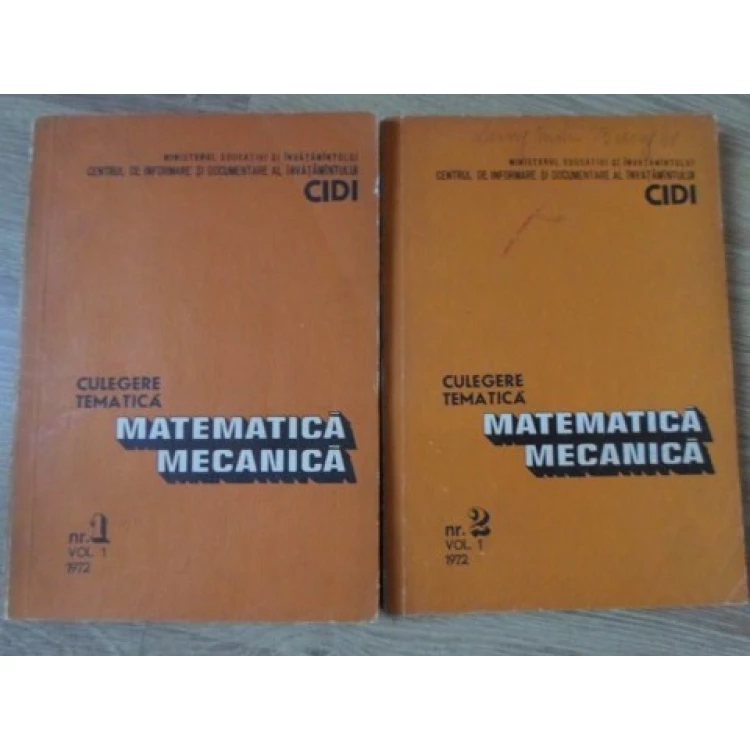 MINISTERUL EDUCAȚIEI ȘI ÎNVĂȚĂMÎNTULUI
CENTRUL DE INFORMARE ȘI DOCUMENTARE AL ÎNVĂȚĂMÎNTULUI
CIDI
CULEGERE
TEMATICĂ
MATEMATICĂ
MECANICĂ
nr. 1
VOL. 1
1972
MINISTERUL EDUCAȚIEI ȘI ÎNVĂȚĂMÎNTULUI
CENTRUL DE INFORMARE ȘI DOCUMENTARE AL ÎNVĂȚĂMÎNTULUI
CIDI
CULEGERE
TEMATICĂ
MATEMATICĂ
MECANICĂ
nr. 2
VOL. 1
1972